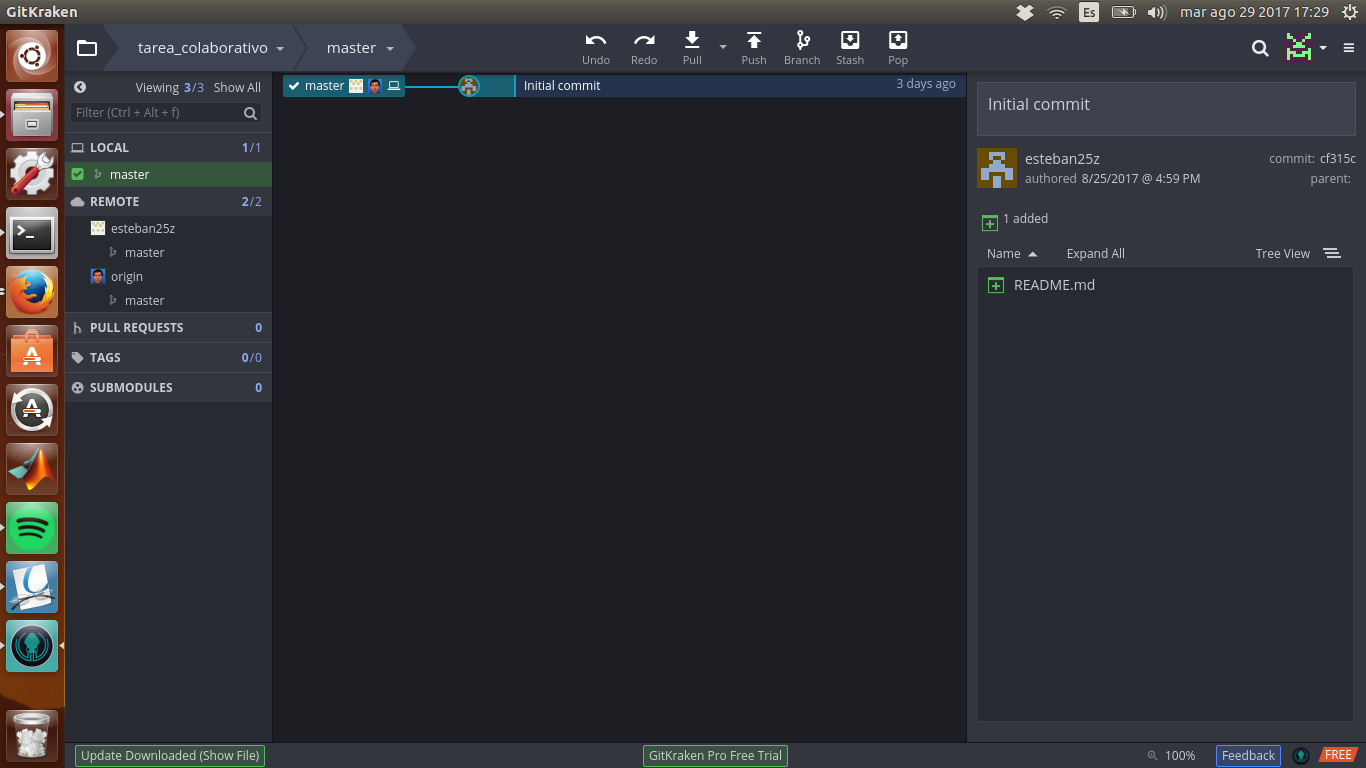 GitKraken
Es
mar ago 29 2017 17:29
tarea_colaborativo
master
Undo
Redo
Pull
Push
Branch
Stash
Pop
Viewing 3/3 Show All
Filter (Ctrl + Alt + f)
LOCAL 1/1
master
REMOTE 2/2
esteban25z
master
origin
master
PULL REQUESTS 0
TAGS 0/0
SUBMODULES 0
master
Initial commit
3 days ago
Initial commit
esteban25z
commit: cf315c
authored 8/25/2017 @ 4:59 PM
parent:
1 added
Name Expand All Tree View
README.md
Update Downloaded (Show File)
GitKraken Pro Free Trial
100%
Feedback
FREE